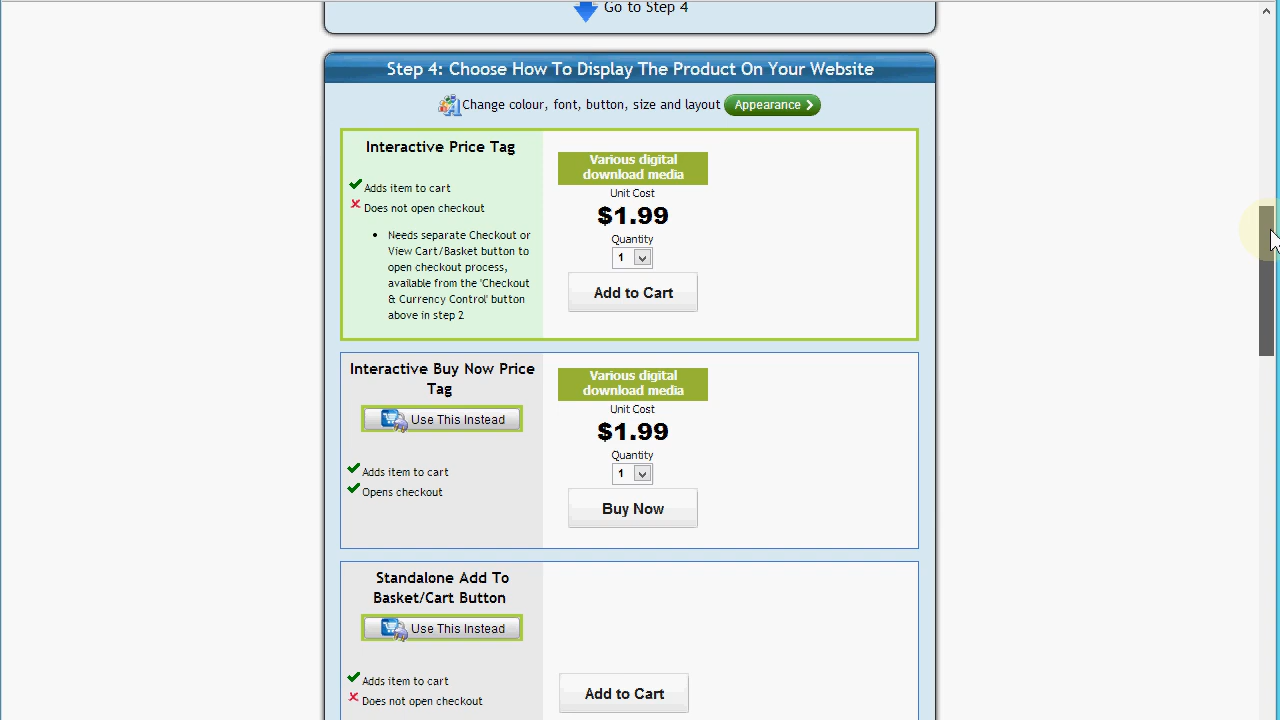 Go to Step 4
Step 4: Choose How To Display The Product On Your Website
Change colour, font, button, size and layout Appearance
Interactive Price Tag
Adds item to cart
Does not open checkout
Needs separate Checkout or
View Cart/Basket button to
open checkout process,
available from the 'Checkout
& Currency Control' button
above in step 2
Various digital
download media
Unit Cost
$1.99
Quantity
1
Add to Cart
Interactive Buy Now Price
Tag
Use This Instead
Adds item to cart
Opens checkout
Various digital
download media
Unit Cost
$1.99
Quantity
1
Buy Now
Standalone Add To
Basket/Cart Button
Use This Instead
Adds item to cart
Does not open checkout
Add to Cart